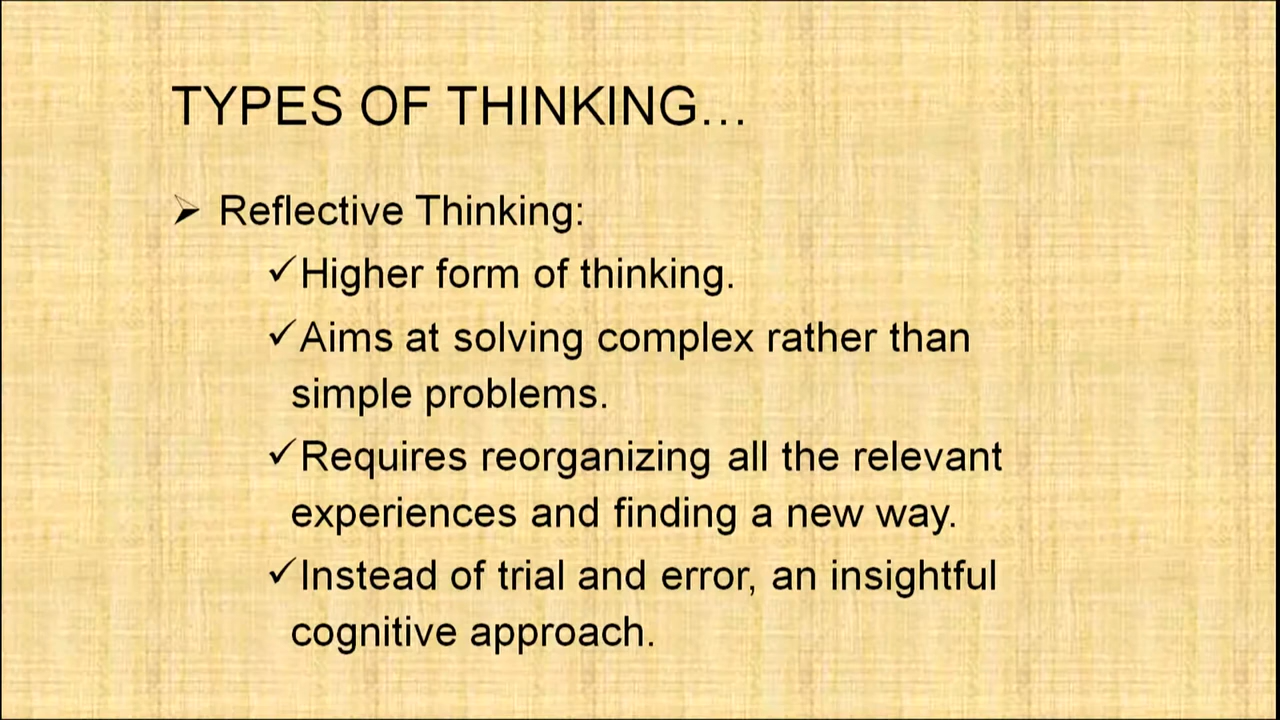 TYPES OF THINKING…
➢ Reflective Thinking:
✓Higher form of thinking.
✓Aims at solving complex rather than
simple problems.
✓Requires reorganizing all the relevant
experiences and finding a new way.
✓Instead of trial and error, an insightful
cognitive approach.